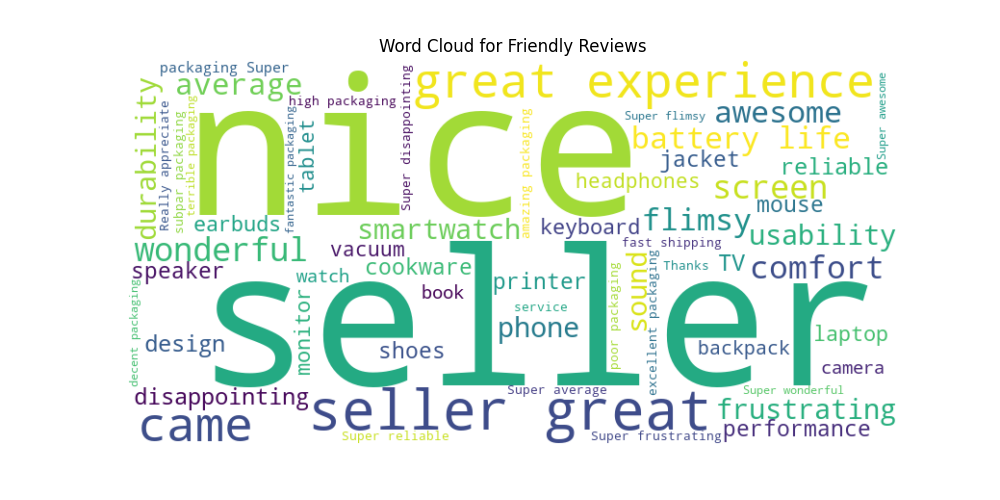 Word Cloud for Friendly Reviews
packaging Super
average
high packaging
great experience
nice
durability
Really appreciate
subpar packaging
terrible packaging
fantastic packaging
tablet
Super disappointing
amazing packaging
Super flimsy
awesome
Super awesome
battery life
jacket
reliable
headphones
screen
mouse
earbuds
smartwatch
keyboard
flimsy
usability
wonderful
vacuum
fast shipping
speaker
watch
cookware
printer
sound
Thanks
TV
comfort
seller
decent packaging
monitor
book
service
phone
poor packaging
excellent packaging
laptop
design
shoes
backpack
camera
disappointing
Super average
Super wonderful
came
seller great
frustrating
Super reliable
Super frustrating
performance